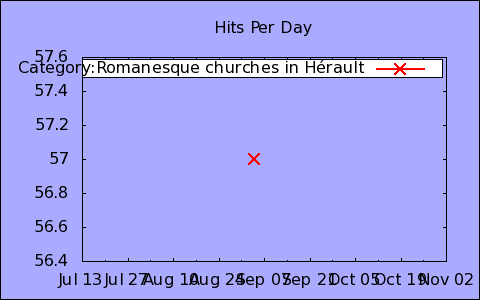 Hits Per Day
57.6
Category:Romanesque churches in Hérault
57.4
57.2
57
56.8
56.6
56.4
Jul 13 Jul 27 Aug 10 Aug 24 Sep 07 Sep 21 Oct 05 Oct 19 Nov 02